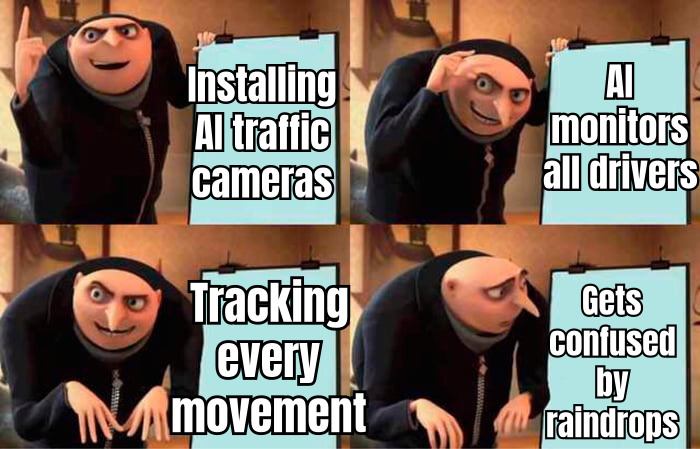 Installing
AI traffic
cameras
AI
monitors
all drivers
Tracking
every
movement
Gets
confused
by
raindrops